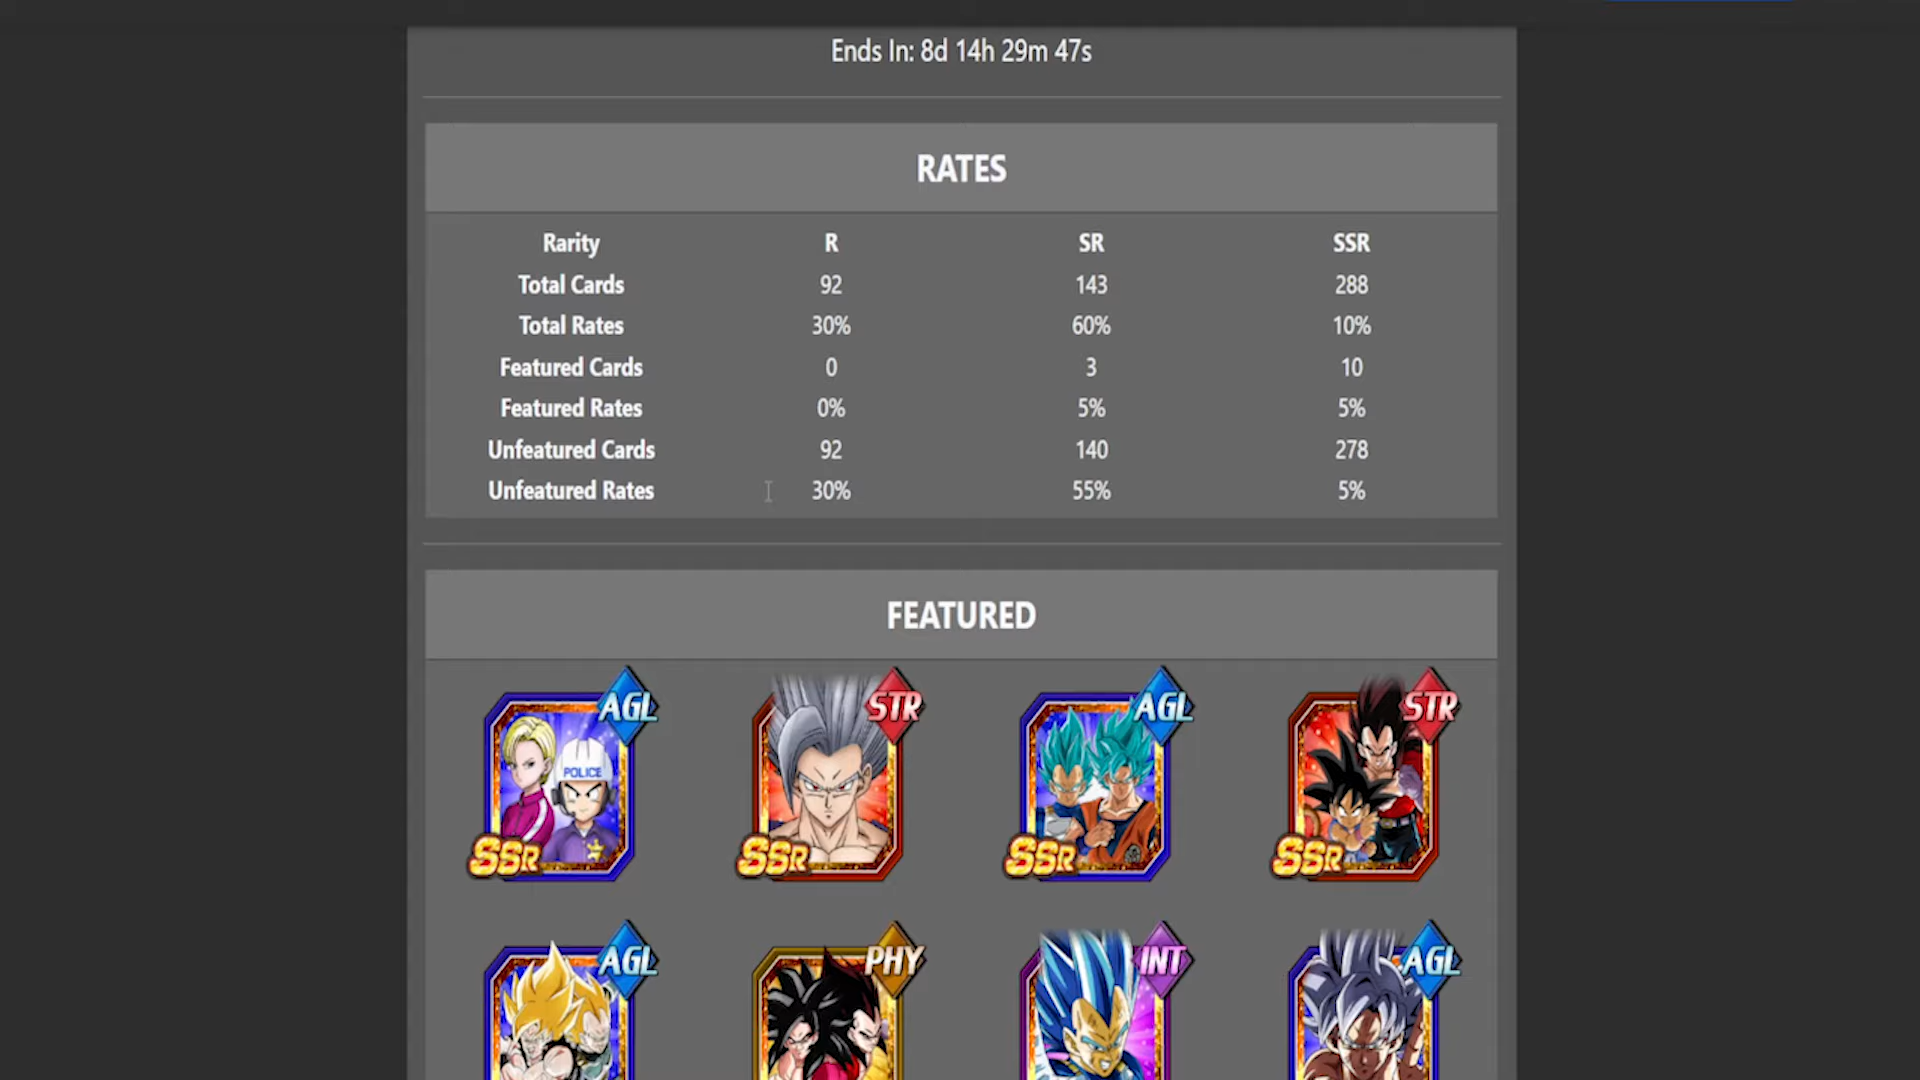 Ends In: 8d 14h 29m 47s
RATES
Rarity R SR SSR
Total Cards 92 143 288
Total Rates 30% 60% 10%
Featured Cards 0 3 10
Featured Rates 0% 5% 5%
Unfeatured Cards 92 140 278
Unfeatured Rates 30% 55% 5%
FEATURED
AGL STR AGL STR
POLICE
SSR SSR SSR SSR
AGL PHY INT AGL